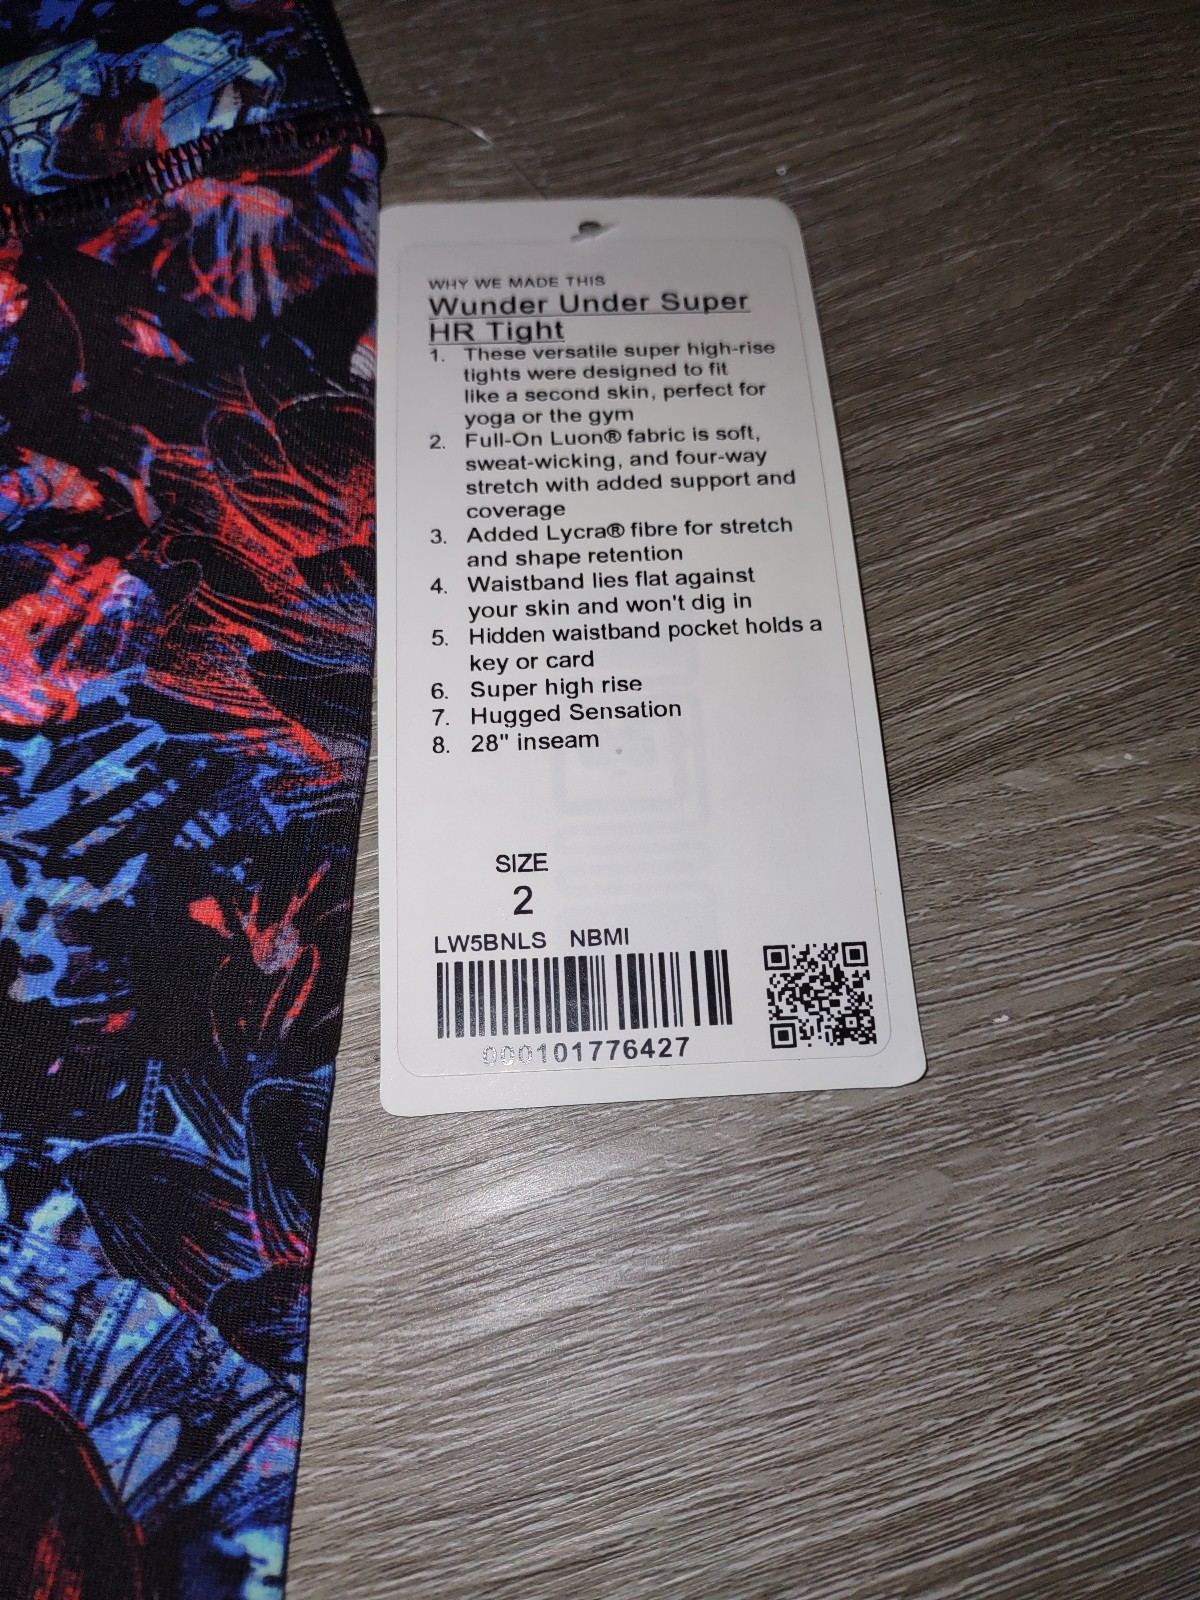 WHY WE MADE THIS
Wunder Under Super
HR Tight
1. These versatile super high-rise
tights were designed to fit
like a second skin, perfect for
yoga or the gym
2. Full-On Luon® fabric is soft,
sweat-wicking, and four-way
stretch with added support and
coverage
3. Added Lycra® fibre for stretch
and shape retention
4. Waistband lies flat against
your skin and won't dig in
5. Hidden waistband pocket holds a
key or card
6. Super high rise
7. Hugged Sensation
8. 28" inseam
SIZE
2
LW5BNLS NBMI
000101776427